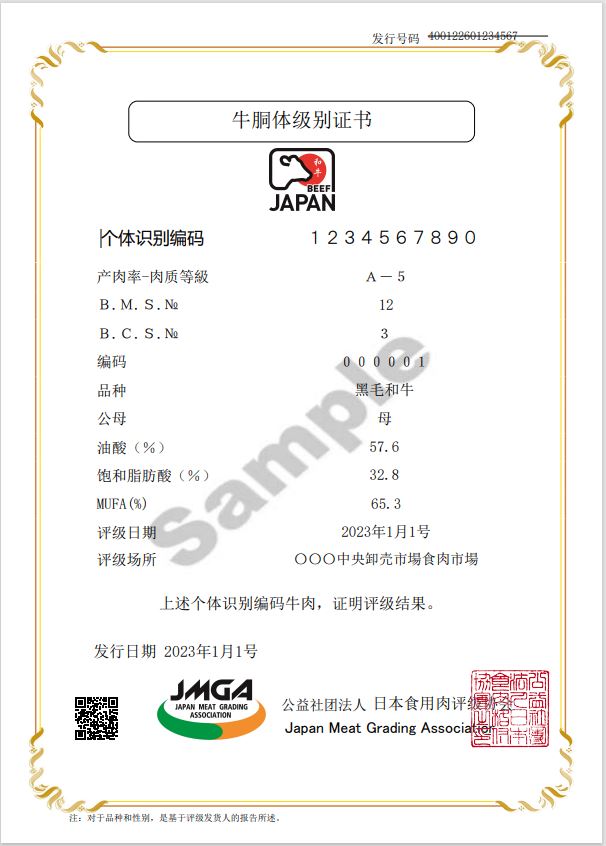 发行号码 400122601234567
牛胴体级别证书
和牛
BEEF
JAPAN
个体识别编码 1234567890
产肉率-肉质等級 A－5
B.M.S.№ 12
B.C.S.№ 3
编码 000001
品种 黑毛和牛
公母 母
油酸（％） 57.6
饱和脂肪酸（％） 32.8
MUFA(%) 65.3
评级日期 2023年1月1号
评级场所 〇〇〇中央卸売市場食肉市場
Sample
上述个体识别编码牛肉，证明评级结果。
发行日期 2023年1月1号
JMGA
JAPAN MEAT GRADING
ASSOCIATION
公益社团法人 日本食用肉评级协会
Japan Meat Grading Association
注：对于品种和性别，是基于评级发货人的报告所述。